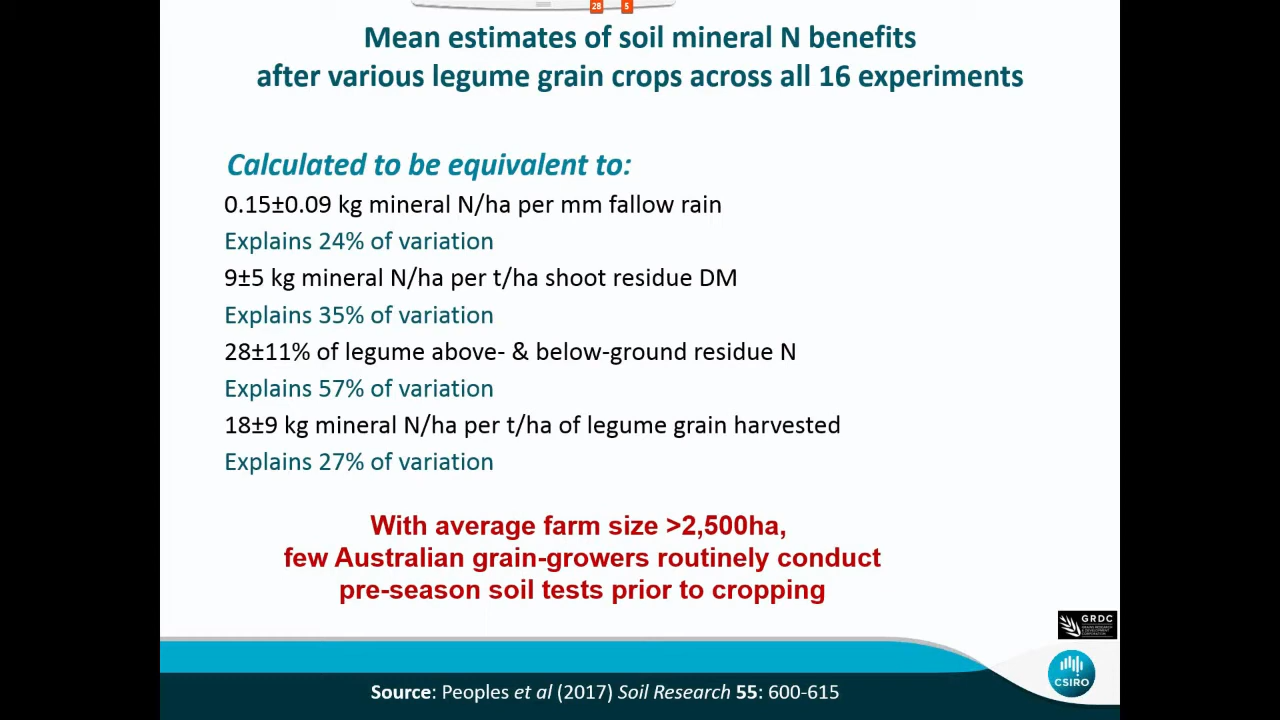 28 5
Mean estimates of soil mineral N benefits
after various legume grain crops across all 16 experiments
Calculated to be equivalent to:
0.15±0.09 kg mineral N/ha per mm fallow rain
Explains 24% of variation
9±5 kg mineral N/ha per t/ha shoot residue DM
Explains 35% of variation
28±11% of legume above- & below-ground residue N
Explains 57% of variation
18±9 kg mineral N/ha per t/ha of legume grain harvested
Explains 27% of variation
With average farm size >2,500ha,
few Australian grain-growers routinely conduct
pre-season soil tests prior to cropping
GRDC
CSIRO
Source: Peoples et al (2017) Soil Research 55: 600-615